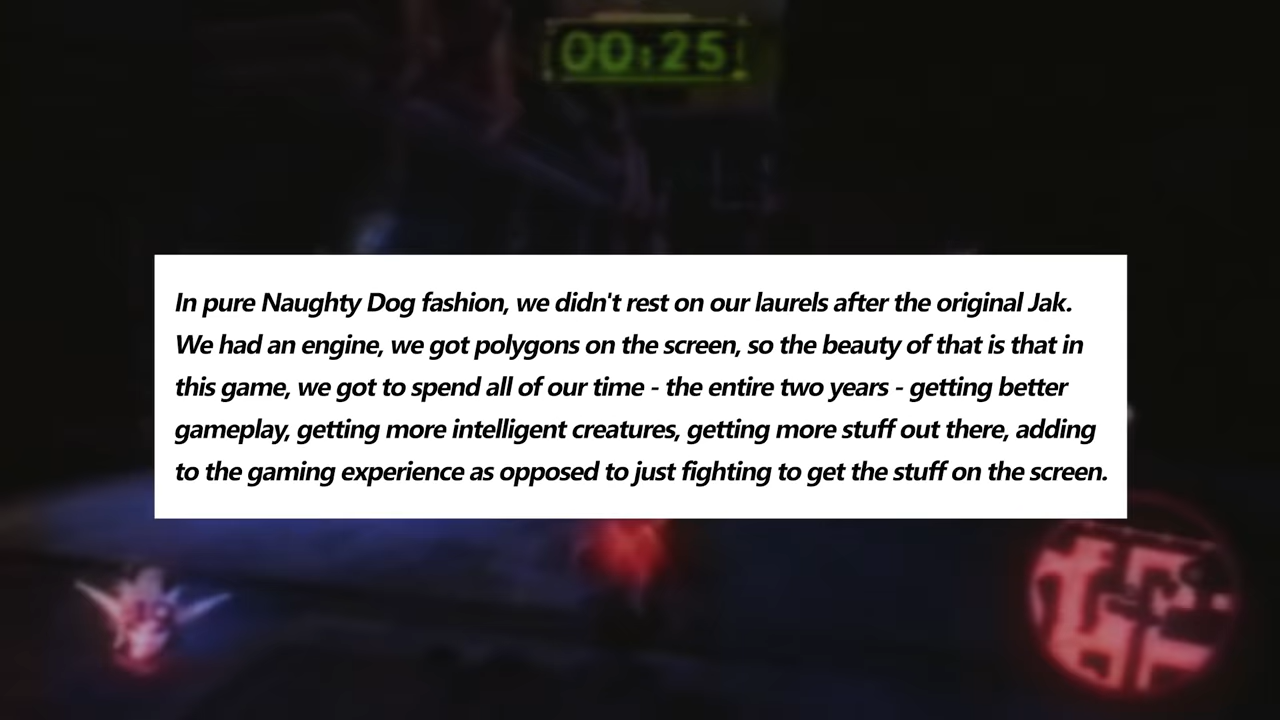 00:25
In pure Naughty Dog fashion, we didn't rest on our laurels after the original Jak.
We had an engine, we got polygons on the screen, so the beauty of that is that in
this game, we got to spend all of our time - the entire two years - getting better
gameplay, getting more intelligent creatures, getting more stuff out there, adding
to the gaming experience as opposed to just fighting to get the stuff on the screen.